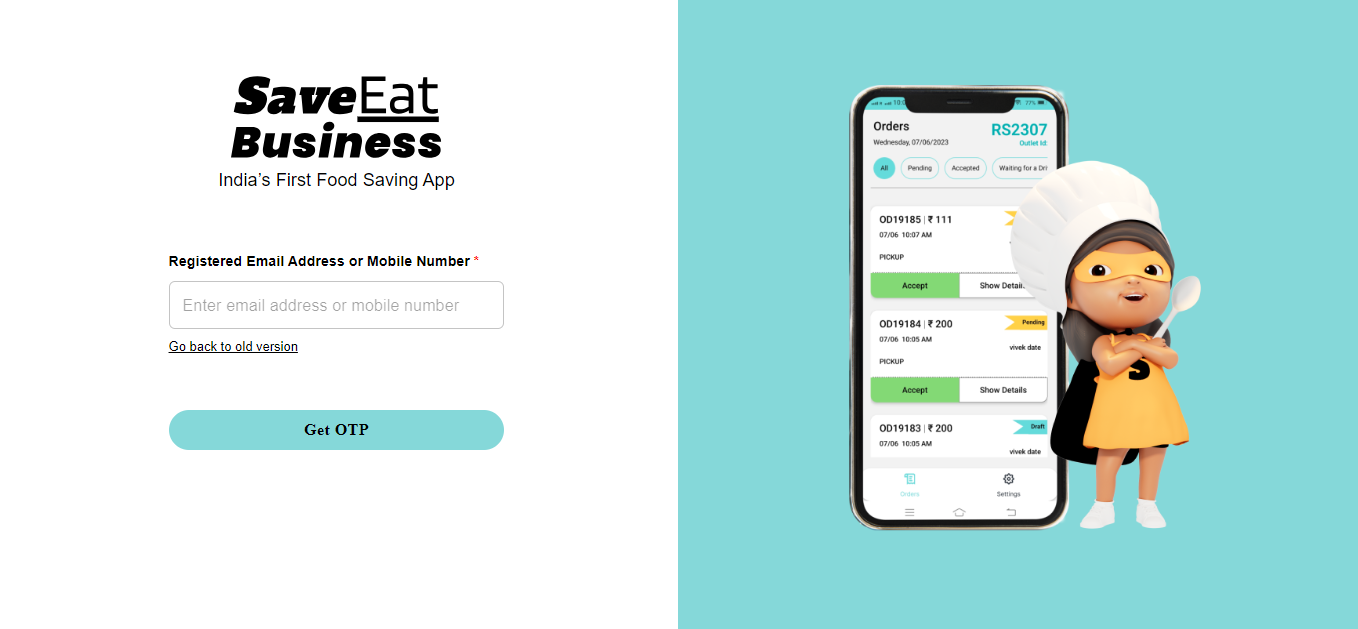 SaveEat
Business
India's First Food Saving App
Registered Email Address or Mobile Number *
Enter email address or mobile number
Go back to old version
Get OTP
77%
Orders
RS2307
Wednesday, 07/06/2023
Outlet Id:
All
Pending
Accepted
Waiting for a Dri
OD19185 | ₹ 111
07/06 10:07 AM
PICKUP
Accept
Show Detai
OD19184 | ₹ 200
Pending
07/06 10:05 AM
vivek date
PICKUP
Accept
Show Details
OD19183 | ₹ 200
Draft
07/06 10:05 AM
vivek date
Orders
Settings
S